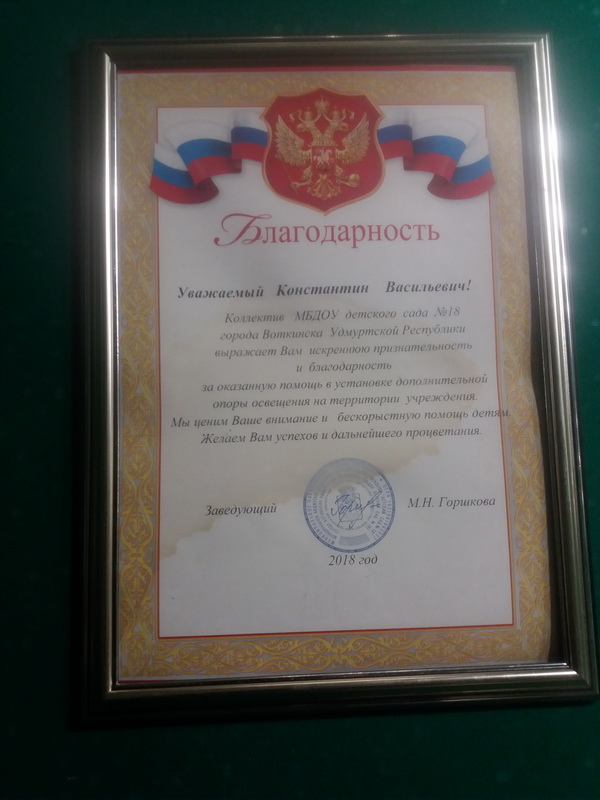 Благодарность
Уважаемый Константин Васильевич!
Коллектив МБДОУ детского сада №18
города Воткинска Удмуртской Республики
выражает Вам искреннюю признательность
и благодарность
за оказанную помощь в установке дополнительной
опоры освещения на территории учреждения.
Мы ценим Ваше внимание и бескорыстную помощь детям.
Желаем Вам успехов и дальнейшего процветания.
Заведующий М.Н. Горшкова
2018 год